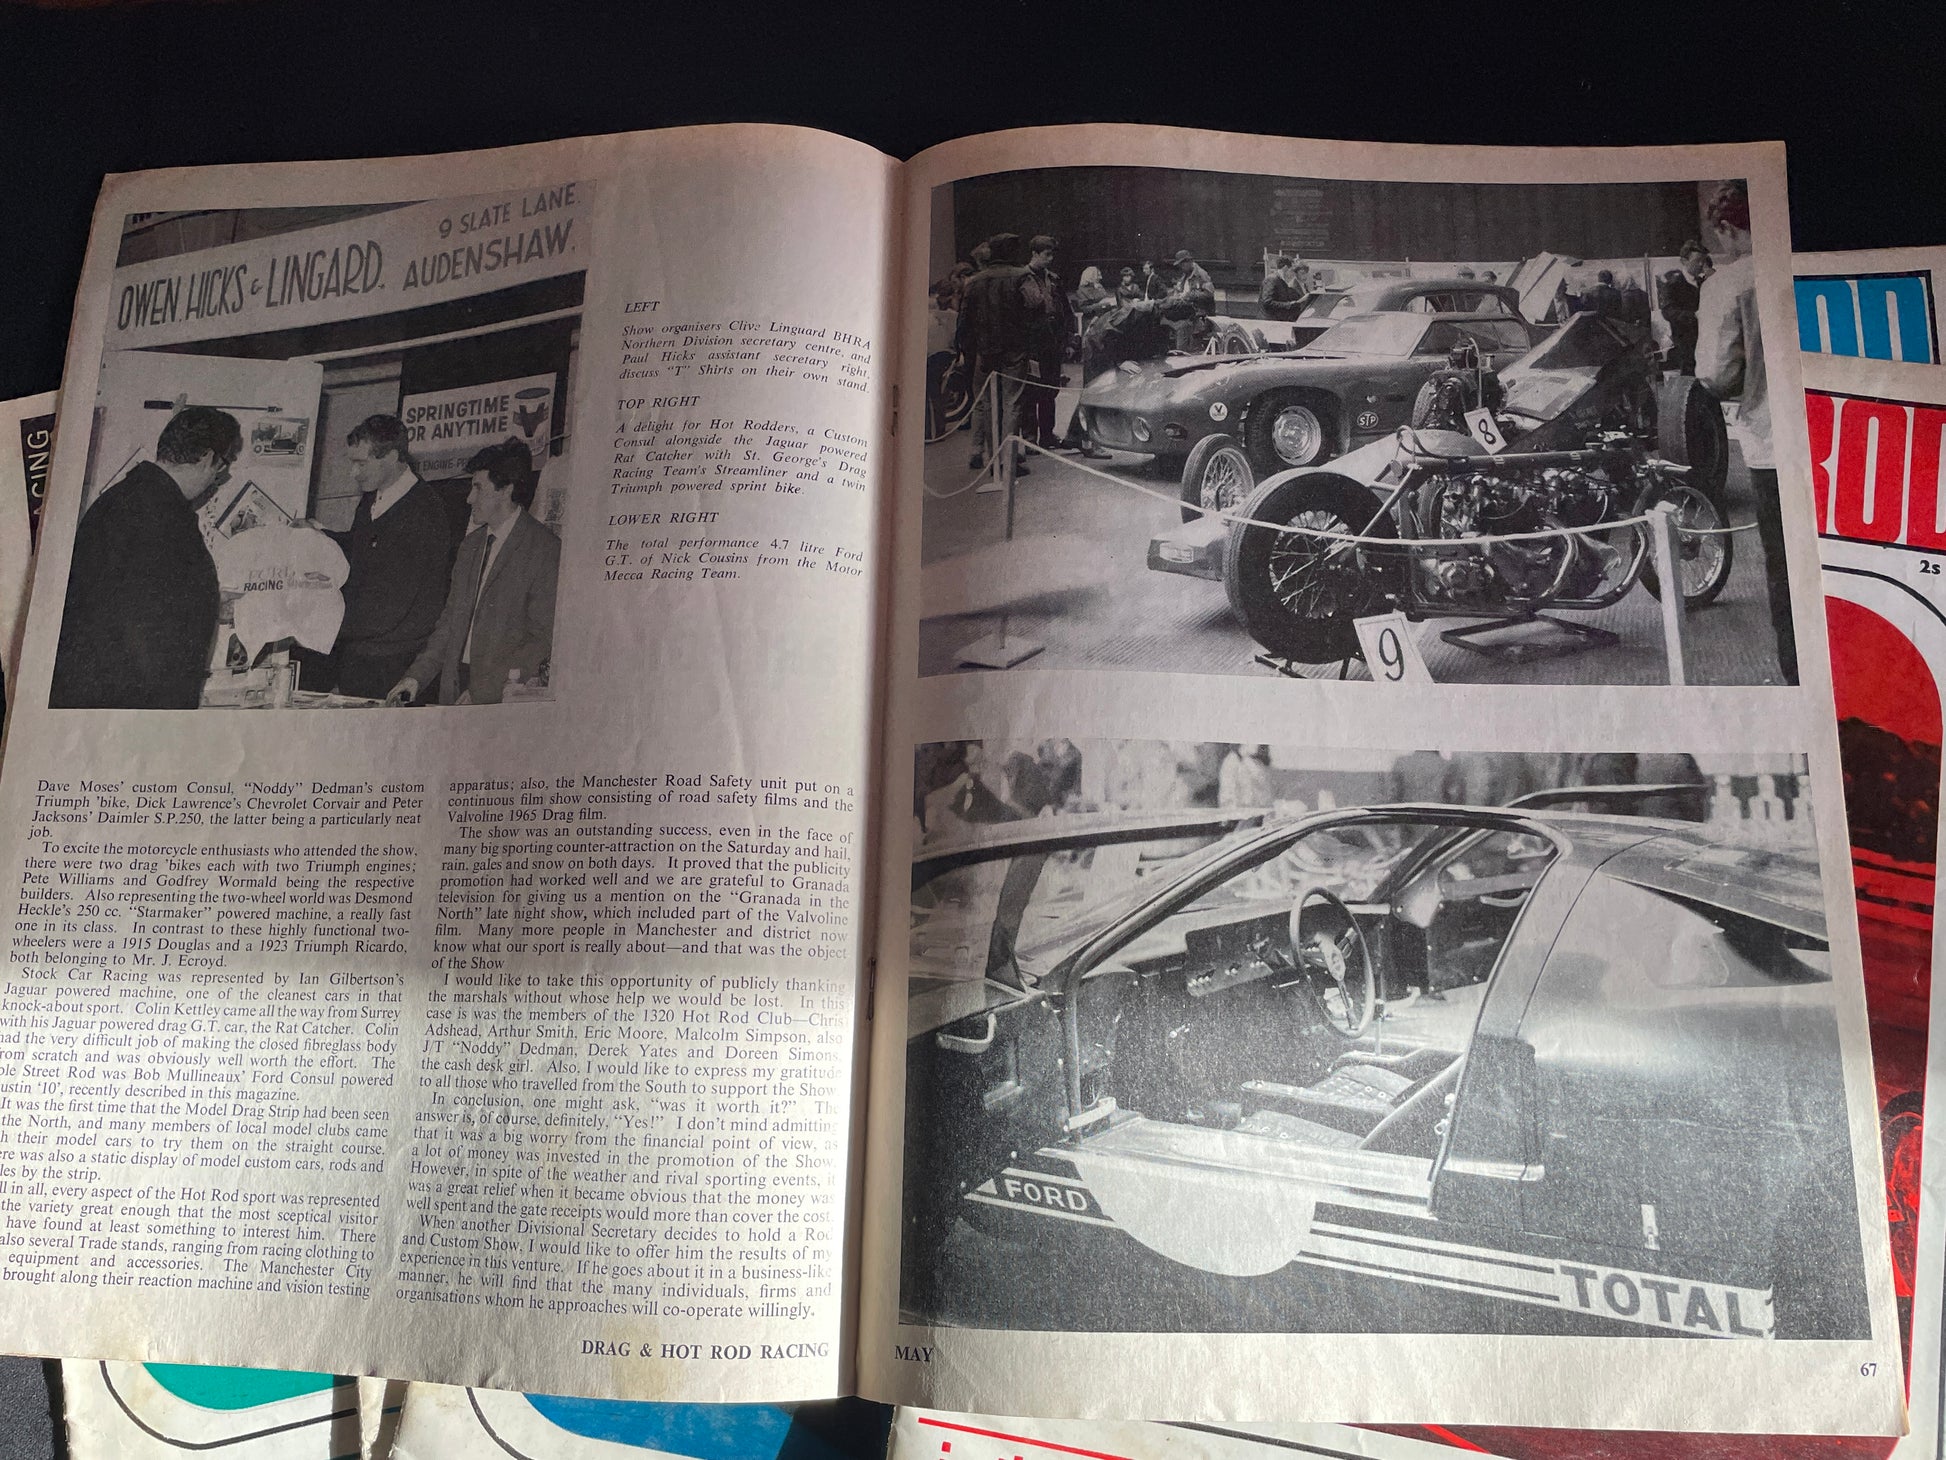 9 SLATE LANE.
OWEN. HICKS & LINGARD. AUDENSHAW.
SPRINGTIME
OR ANYTIME
RACING
LEFT
Show organisers Clive Linguard BHRA
Northern Division secretary centre, and
Paul Hicks assistant secretary right,
discuss "T" Shirts on their own stand.
TOP RIGHT
A delight for Hot Rodders, a Custom
Consul alongside the Jaguar powered
Rat Catcher with St. George's Drag
Racing Team's Streamliner and a twin
Triumph powered sprint bike.
LOWER RIGHT
The total performance 4.7 litre Ford
G.T. of Nick Cousins from the Motor
Mecca Racing Team.
Dave Moses' custom Consul, "Noddy" Dedman's custom
Triumph 'bike, Dick Lawrence's Chevrolet Corvair and Peter
Jacksons' Daimler S.P.250, the latter being a particularly neat
job.
To excite the motorcycle enthusiasts who attended the show,
there were two drag 'bikes each with two Triumph engines;
Pete Williams and Godfrey Wormald being the respective
builders. Also representing the two-wheel world was Desmond
Heckle's 250 cc. "Starmaker" powered machine, a really fast
one in its class. In contrast to these highly functional two-
wheelers were a 1915 Douglas and a 1923 Triumph Ricardo,
both belonging to Mr. J. Ecroyd.
Stock Car Racing was represented by Ian Gilbertson's
Jaguar powered machine, one of the cleanest cars in that
knock-about sport. Colin Kettley came all the way from Surrey
with his Jaguar powered drag G.T. car, the Rat Catcher. Colin
had the very difficult job of making the closed fibreglass body
from scratch and was obviously well worth the effort. The
Street Rod was Bob Mullineaux' Ford Consul powered
ustin '10', recently described in this magazine.
It was the first time that the Model Drag Strip had been seen
the North, and many members of local model clubs came
their model cars to try them on the straight course.
ere was also a static display of model custom cars, rods and
les by the strip.
ll in all, every aspect of the Hot Rod sport was represented
the variety great enough that the most sceptical visitor
have found at least something to interest him. There
also several Trade stands, ranging from racing clothing to
equipment and accessories. The Manchester City
brought along their reaction machine and vision testing
apparatus; also, the Manchester Road Safety unit put on a
continuous film show consisting of road safety films and the
Valvoline 1965 Drag film.
The show was an outstanding success, even in the face of
many big sporting counter-attraction on the Saturday and hail,
rain, gales and snow on both days. It proved that the publicity
promotion had worked well and we are grateful to Granada
television for giving us a mention on the "Granada in the
North" late night show, which included part of the Valvoline
film. Many more people in Manchester and district now
know what our sport is really about—and that was the object
of the Show
I would like to take this opportunity of publicly thanking
the marshals without whose help we would be lost. In this
case is was the members of the 1320 Hot Rod Club—Chris
Adshead, Arthur Smith, Eric Moore, Malcolm Simpson, also
J/T "Noddy" Dedman, Derek Yates and Doreen Simons,
the cash desk girl. Also, I would like to express my gratitude
to all those who travelled from the South to support the Show
In conclusion, one might ask, "was it worth it?" The
answer is, of course, definitely, "Yes!" I don't mind admitting
that it was a big worry from the financial point of view, as
a lot of money was invested in the promotion of the Show.
However, in spite of the weather and rival sporting events, it
was a great relief when it became obvious that the money was
well spent and the gate receipts would more than cover the cost.
When another Divisional Secretary decides to hold a Rod
and Custom Show, I would like to offer him the results of my
experience in this venture. If he goes about it in a business-like
manner, he will find that the many individuals, firms and
organisations whom he approaches will co-operate willingly.
DRAG & HOT ROD RACING
STP
8
9
FORD
TOTAL
MAY
67
2s
ROD